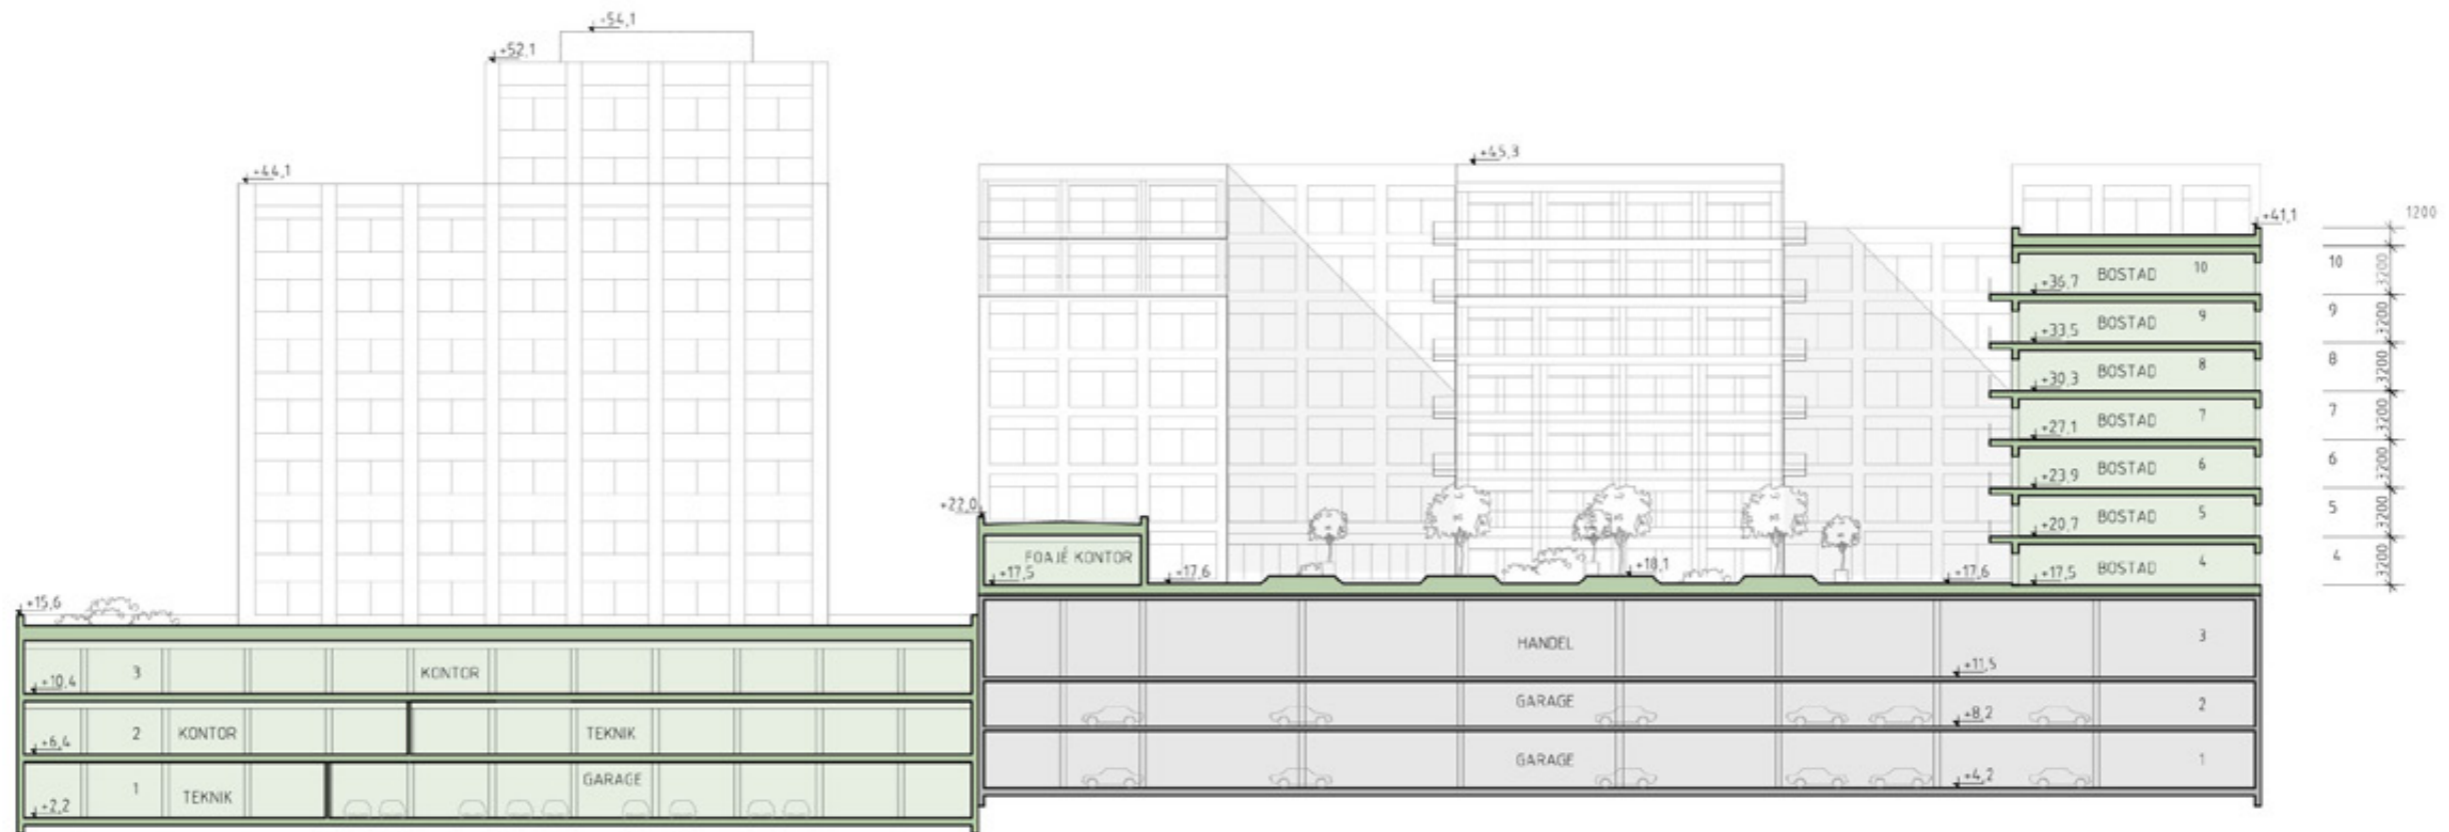 +54,1
+52,1
+44,1
+45,3
+41,1
1200
BOSTAD 10
+36,7
10
3200
BOSTAD 9
+33,5
9
3200
BOSTAD 8
+30,3
8
3200
BOSTAD 7
+27,1
7
3200
BOSTAD 6
+23,9
6
3200
BOSTAD 5
+20,7
5
3200
BOSTAD 4
+17,5
4
3200
+22,0
FOAJÉ KONTOR
+17,5
+17,6
+18,1
+17,6
+15,6
3
KONTOR
+10,4
2
KONTOR
TEKNIK
+6,4
1
TEKNIK
GARAGE
+2,2
HANDEL
3
+11,5
GARAGE
2
+8,2
GARAGE
1
+4,2